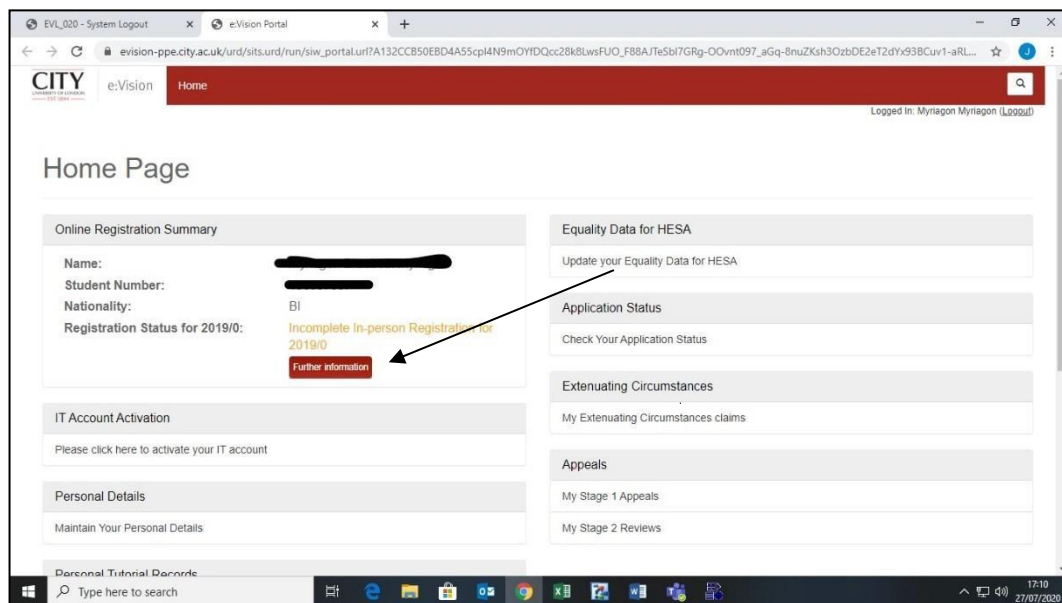 EVL_020 - System Logout
e:Vision Portal
evision-ppe.city.ac.uk/urd/sits.urd/run/siw_portal.url?
CITY
UNIVERSITY OF LONDON
EST 1894
e:Vision
Home
Logged In: Myriagon Myriagon (Logout)
Home Page
Online Registration Summary
Name:
Student Number:
Nationality: BI
Registration Status for 2019/0: Incomplete In-person Registration for
2019/0
Further information
IT Account Activation
Please click here to activate your IT account
Personal Details
Maintain Your Personal Details
Personal Tutorial Records
Equality Data for HESA
Update your Equality Data for HESA
Application Status
Check Your Application Status
Extenuating Circumstances
My Extenuating Circumstances claims
Appeals
My Stage 1 Appeals
My Stage 2 Reviews
Type here to search
17:10
27/07/2020